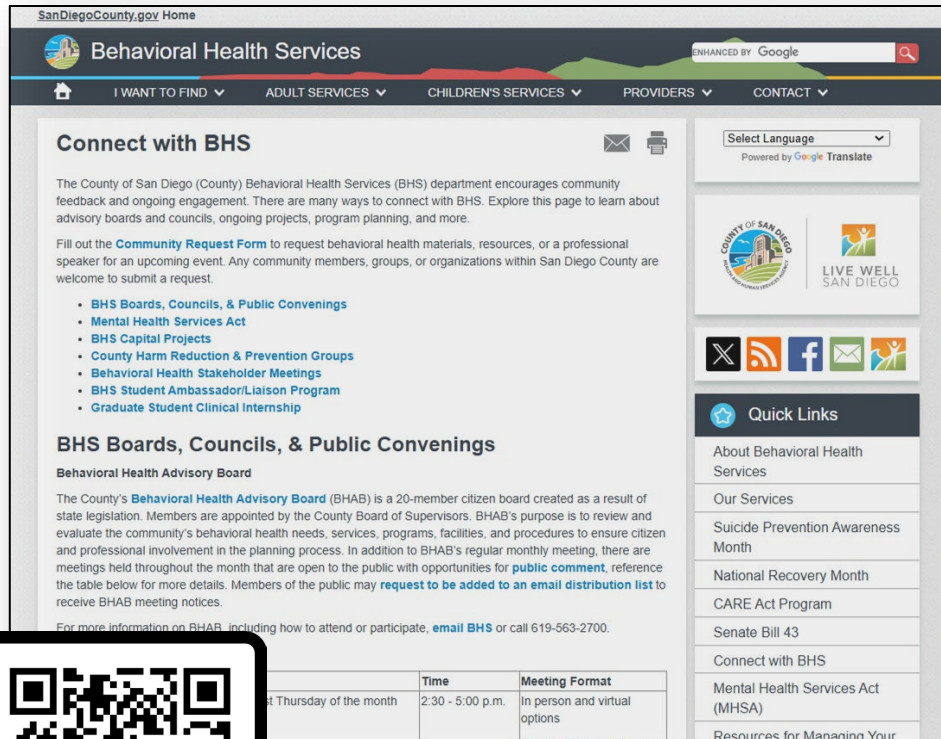 SanDiegoCounty.gov Home
Behavioral Health Services
ENHANCED BY Google
I WANT TO FIND
ADULT SERVICES
CHILDREN'S SERVICES
PROVIDERS
CONTACT
Connect with BHS
The County of San Diego (County) Behavioral Health Services (BHS) department encourages community
feedback and ongoing engagement. There are many ways to connect with BHS. Explore this page to learn about
advisory boards and councils, ongoing projects, program planning, and more.
Fill out the Community Request Form to request behavioral health materials, resources, or a professional
speaker for an upcoming event. Any community members, groups, or organizations within San Diego County are
welcome to submit a request.
• BHS Boards, Councils, & Public Convenings
• Mental Health Services Act
• BHS Capital Projects
• County Harm Reduction & Prevention Groups
• Behavioral Health Stakeholder Meetings
• BHS Student Ambassador/Liaison Program
• Graduate Student Clinical Internship
BHS Boards, Councils, & Public Convenings
Behavioral Health Advisory Board
The County's Behavioral Health Advisory Board (BHAB) is a 20-member citizen board created as a result of
state legislation. Members are appointed by the County Board of Supervisors. BHAB's purpose is to review and
evaluate the community's behavioral health needs, services, programs, facilities, and procedures to ensure citizen
and professional involvement in the planning process. In addition to BHAB's regular monthly meeting, there are
meetings held throughout the month that are open to the public with opportunities for public comment, reference
the table below for more details. Members of the public may request to be added to an email distribution list to
receive BHAB meeting notices.
For more information on BHAB, including how to attend or participate, email BHS or call 619-563-2700.
Time
Meeting Format
Thursday of the month
2:30 - 5:00 p.m.
In person and virtual
options
Select Language
Powered by Google Translate
COUNTY OF SAN DIEGO
HEALTH AND HUMAN SERVICES AGENCY
LIVE WELL
SAN DIEGO
Quick Links
About Behavioral Health
Services
Our Services
Suicide Prevention Awareness
Month
National Recovery Month
CARE Act Program
Senate Bill 43
Connect with BHS
Mental Health Services Act
(MHSA)
Resources for Managing Your